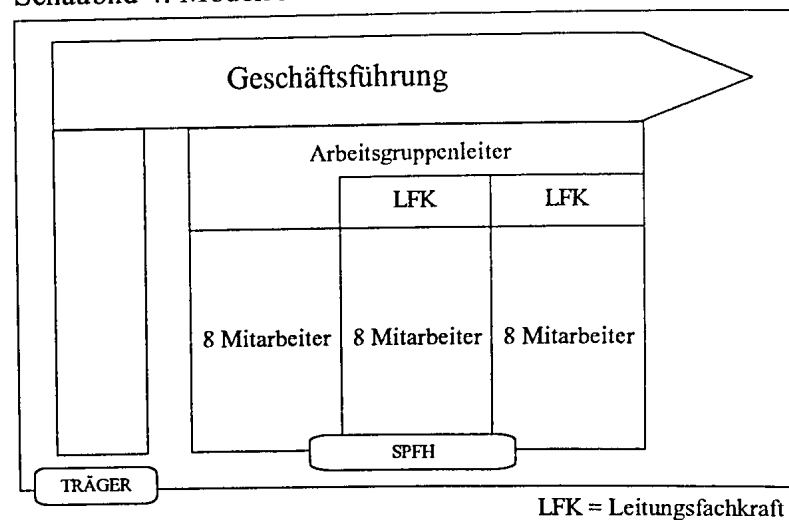 Geschäftsführung
Arbeitsgruppenleiter
LFK LFK
8 Mitarbeiter 8 Mitarbeiter 8 Mitarbeiter
SPFH
TRÄGER
LFK = Leitungsfachkraft